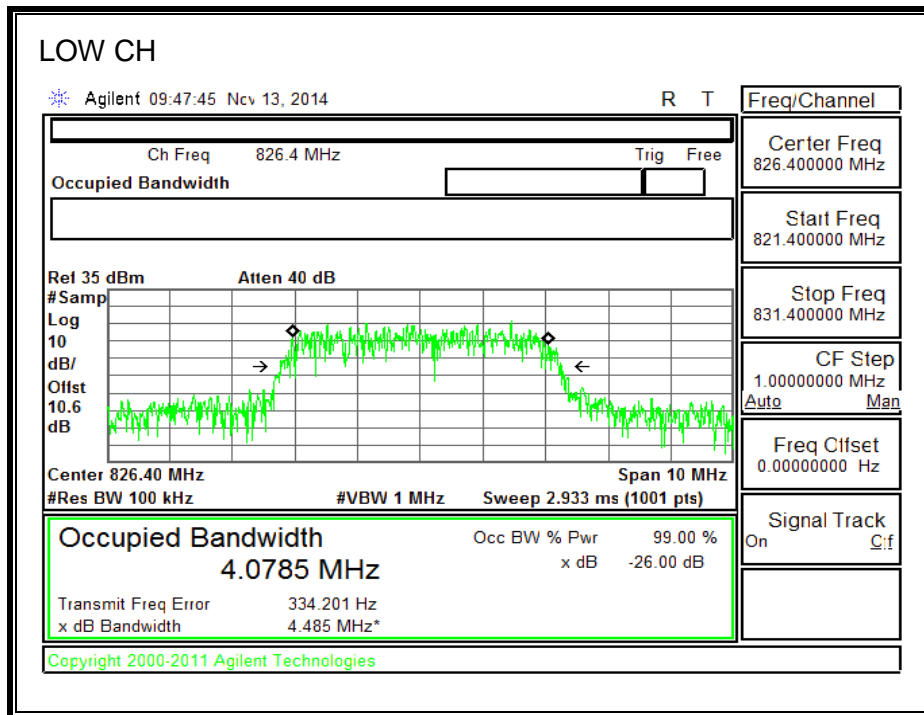 LOW CH
Agilent 09:47:45 Nov 13, 2014 R T
Freq/Channel
Ch Freq 826.4 MHz Trig Free
Occupied Bandwidth
Center Freq
826.400000 MHz
Start Freq
821.400000 MHz
Stop Freq
831.400000 MHz
CF Step
1.00000000 MHz
Auto Man
Freq Offset
0.00000000 Hz
Signal Track
On Off
Ref 35 dBm Atten 40 dB
#Samp
Log
10
dB/
Offst
10.6
dB
Center 826.40 MHz Span 10 MHz
#Res BW 100 kHz #VBW 1 MHz Sweep 2.933 ms (1001 pts)
Occupied Bandwidth
4.0785 MHz
Occ BW % Pwr 99.00 %
x dB -26.00 dB
Transmit Freq Error 334.201 Hz
x dB Bandwidth 4.485 MHz*
Copyright 2000-2011 Agilent Technologies